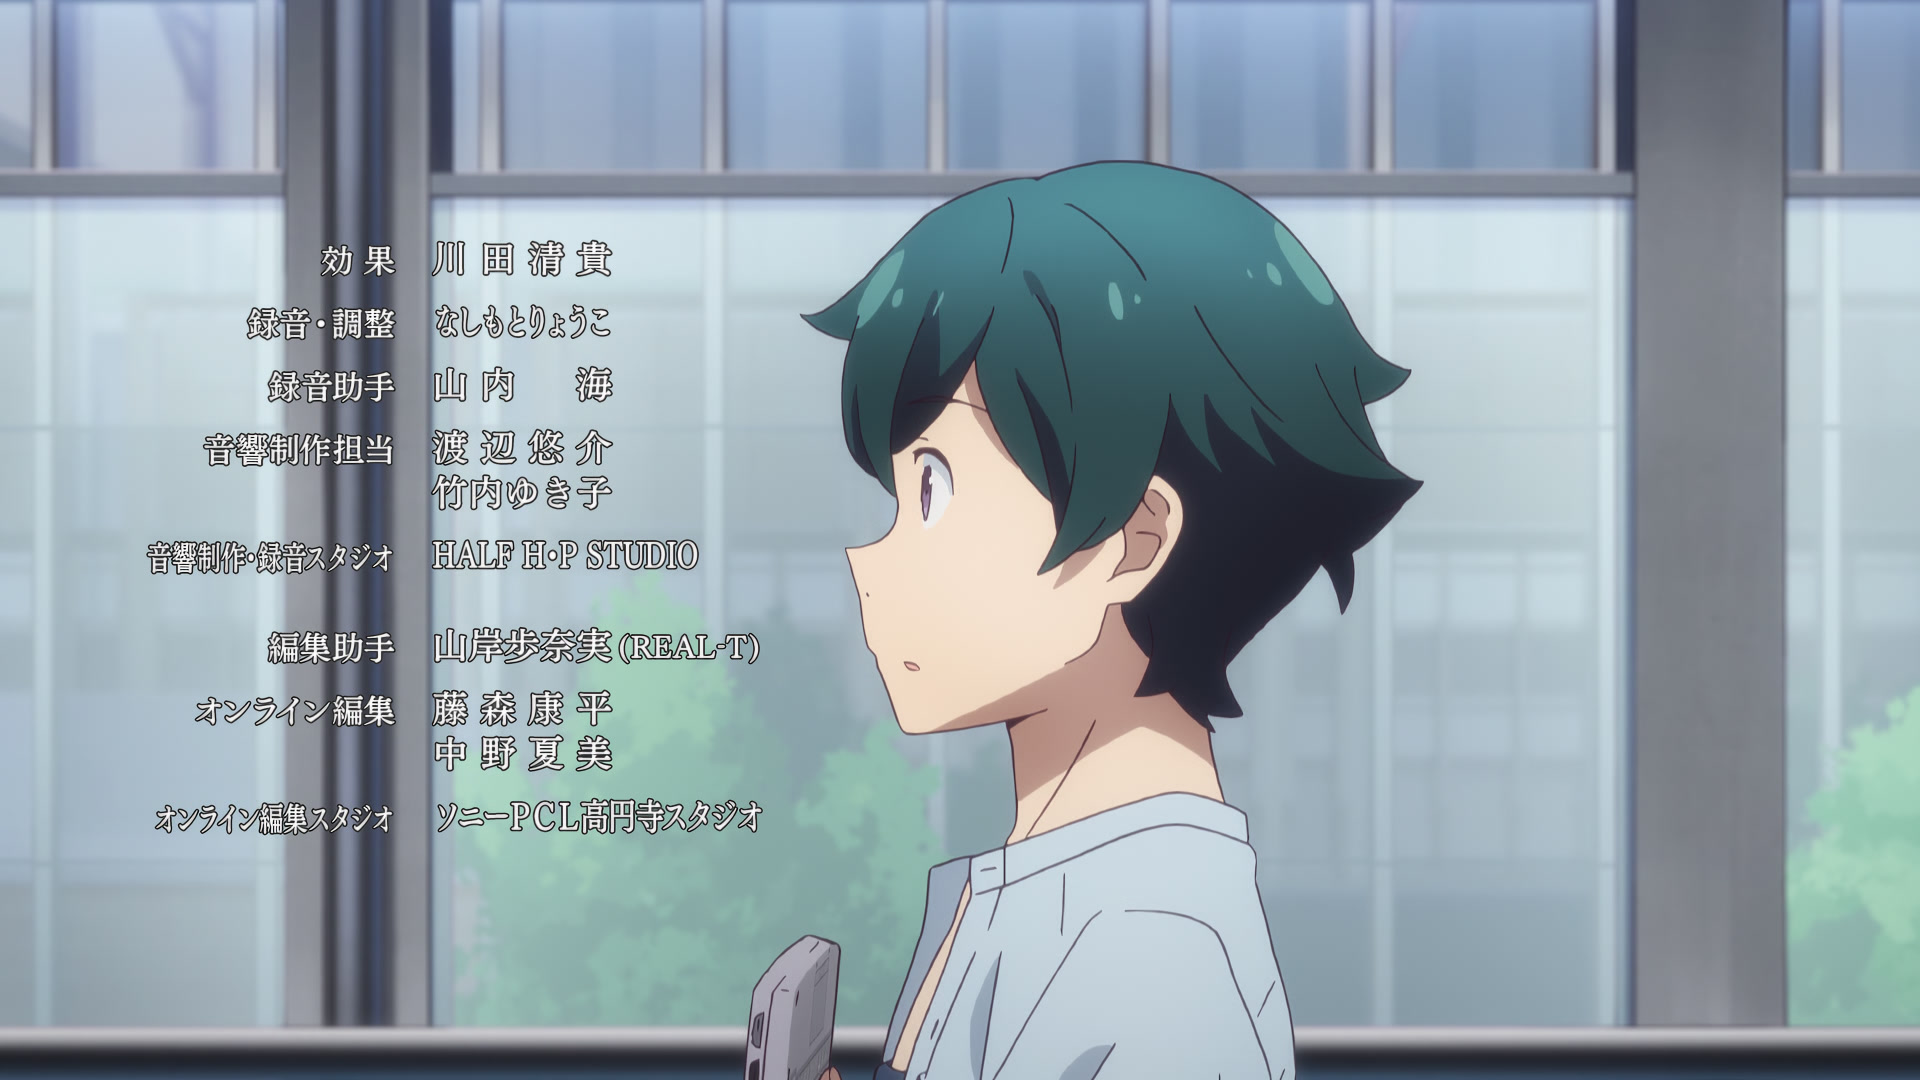 効果 川田清貴
録音・調整 なしもとりょうこ
録音助手 山内 海
音響制作担当 渡辺悠介
竹内ゆき子
音響制作・録音スタジオ HALF H・P STUDIO
編集助手 山岸歩奈実(REAL-T)
オンライン編集 藤森康平
中野夏美
オンライン編集スタジオ ソニーPCL高円寺スタジオ